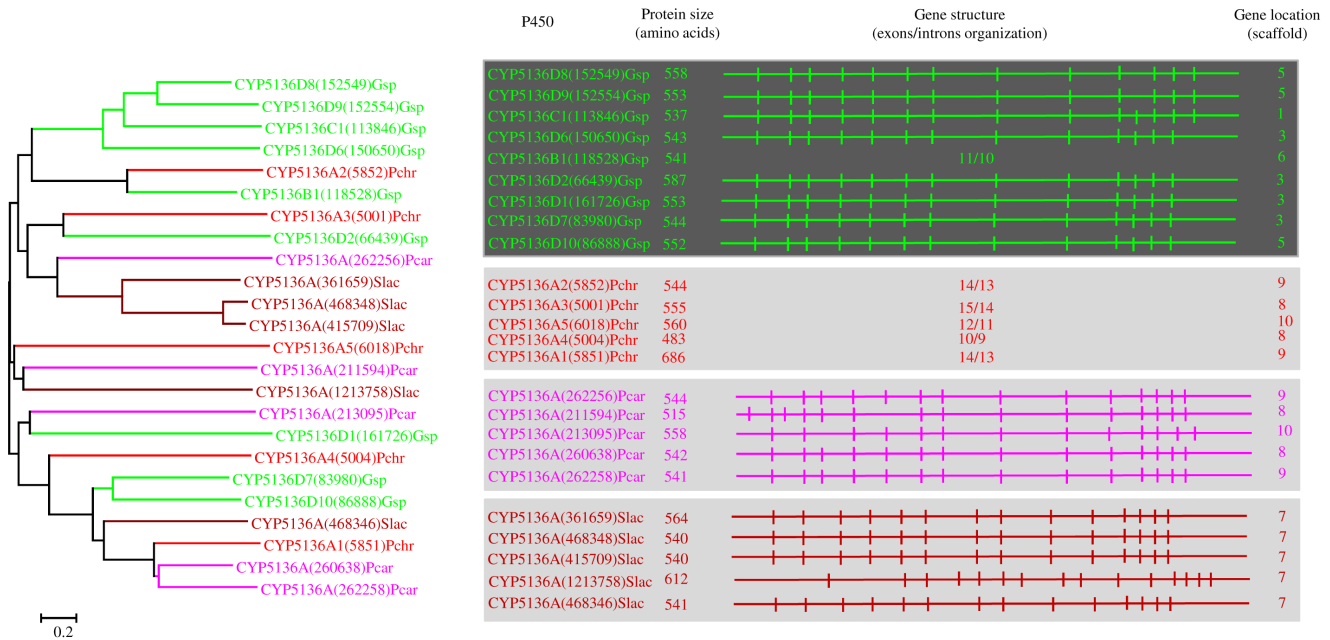 P450
Protein size
(amino acids)
Gene structure
(exons/introns organization)
Gene location
(scaffold)
CYP5136D8(152549)Gsp
CYP5136D9(152554)Gsp
CYP5136C1(113846)Gsp
CYP5136D6(150650)Gsp
CYP5136A2(5852)Pchr
CYP5136B1(118528)Gsp
CYP5136A3(5001)Pchr
CYP5136D2(66439)Gsp
CYP5136A(262256)Pcar
CYP5136A(361659)Slac
CYP5136A(468348)Slac
CYP5136A(415709)Slac
CYP5136A5(6018)Pchr
CYP5136A(211594)Pcar
CYP5136A(1213758)Slac
CYP5136A(213095)Pcar
CYP5136D1(161726)Gsp
CYP5136A4(5004)Pchr
CYP5136D7(83980)Gsp
CYP5136D10(86888)Gsp
CYP5136A(468346)Slac
CYP5136A1(5851)Pchr
CYP5136A(260638)Pcar
CYP5136A(262258)Pcar
0.2
CYP5136D8(152549)Gsp 558 5
CYP5136D9(152554)Gsp 553 5
CYP5136C1(113846)Gsp 537 1
CYP5136D6(150650)Gsp 543 3
CYP5136B1(118528)Gsp 541 11/10 6
CYP5136D2(66439)Gsp 587 3
CYP5136D1(161726)Gsp 553 3
CYP5136D7(83980)Gsp 544 3
CYP5136D10(86888)Gsp 552 5
CYP5136A2(5852)Pchr 544 14/13 9
CYP5136A3(5001)Pchr 555 15/14 8
CYP5136A5(6018)Pchr 560 12/11 10
CYP5136A4(5004)Pchr 483 10/9 8
CYP5136A1(5851)Pchr 686 14/13 9
CYP5136A(262256)Pcar 544 9
CYP5136A(211594)Pcar 515 8
CYP5136A(213095)Pcar 558 10
CYP5136A(260638)Pcar 542 8
CYP5136A(262258)Pcar 541 9
CYP5136A(361659)Slac 564 7
CYP5136A(468348)Slac 540 7
CYP5136A(415709)Slac 540 7
CYP5136A(1213758)Slac 612 7
CYP5136A(468346)Slac 541 7